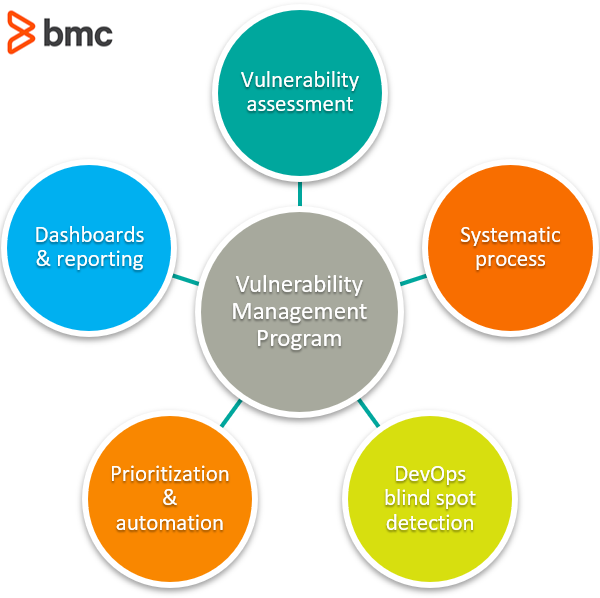 bmc
Vulnerability
assessment
Systematic
process
DevOps
blind spot
detection
Prioritization
&
automation
Dashboards
& reporting
Vulnerability
Management
Program